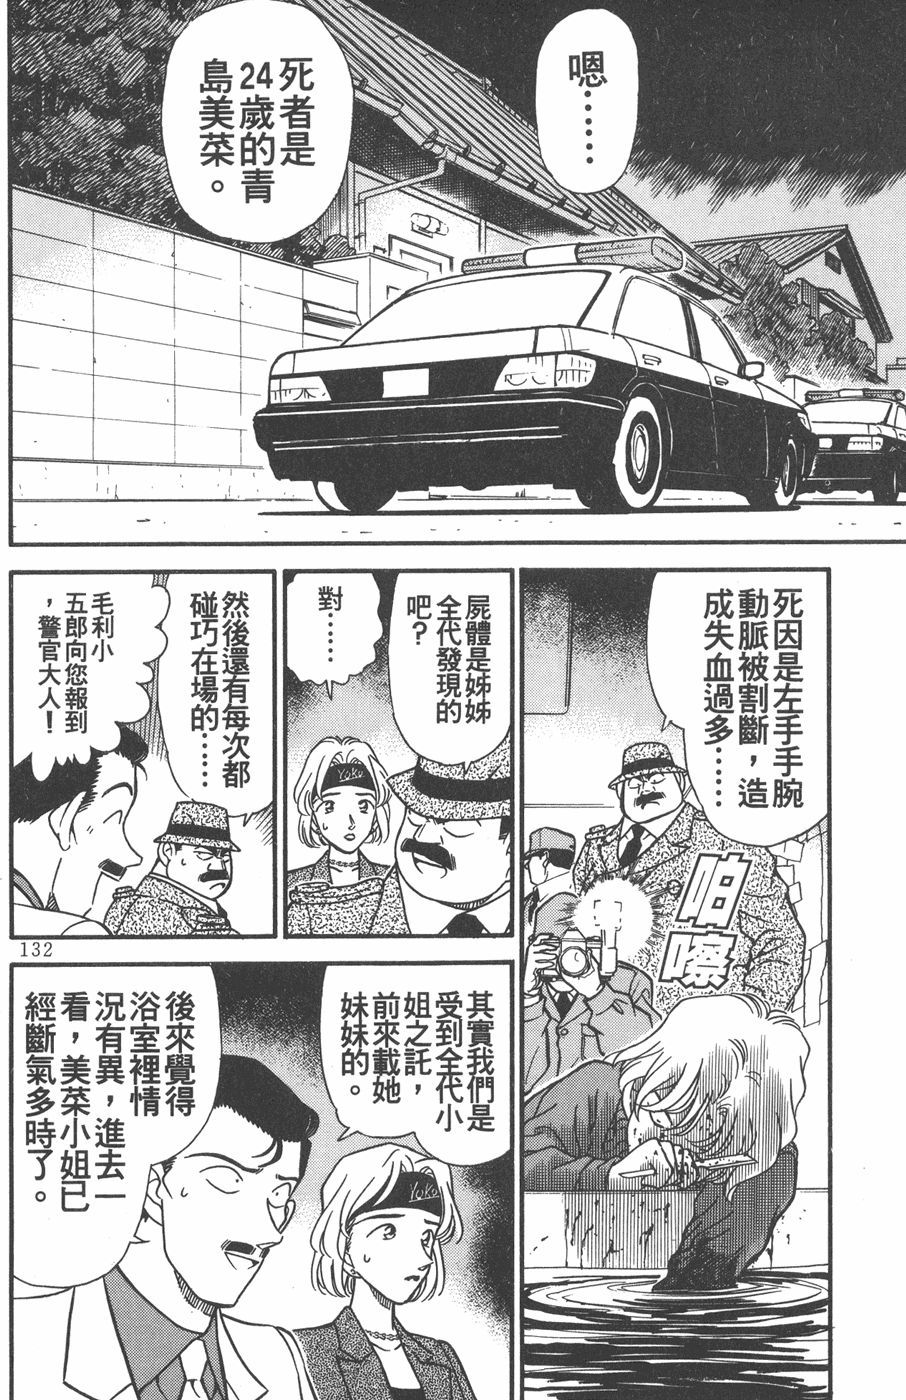 嗯……
死者是
24歲的青
島美菜。
死因是左手手腕
動脈被割斷，造
成失血過多……
啪嚓
屍體是姊姊
全代發現的
吧？
對……
Yoko
然後還有每次都
碰巧在場的……
毛利小
五郎向您報到
，警官大人！
132
其實我們是
受到全代小
姐之託，
前來載她
妹妹的。
Yoko
後來覺得
浴室裡情
況有異，進去一
看，美菜小姐已
經斷氣多時了。